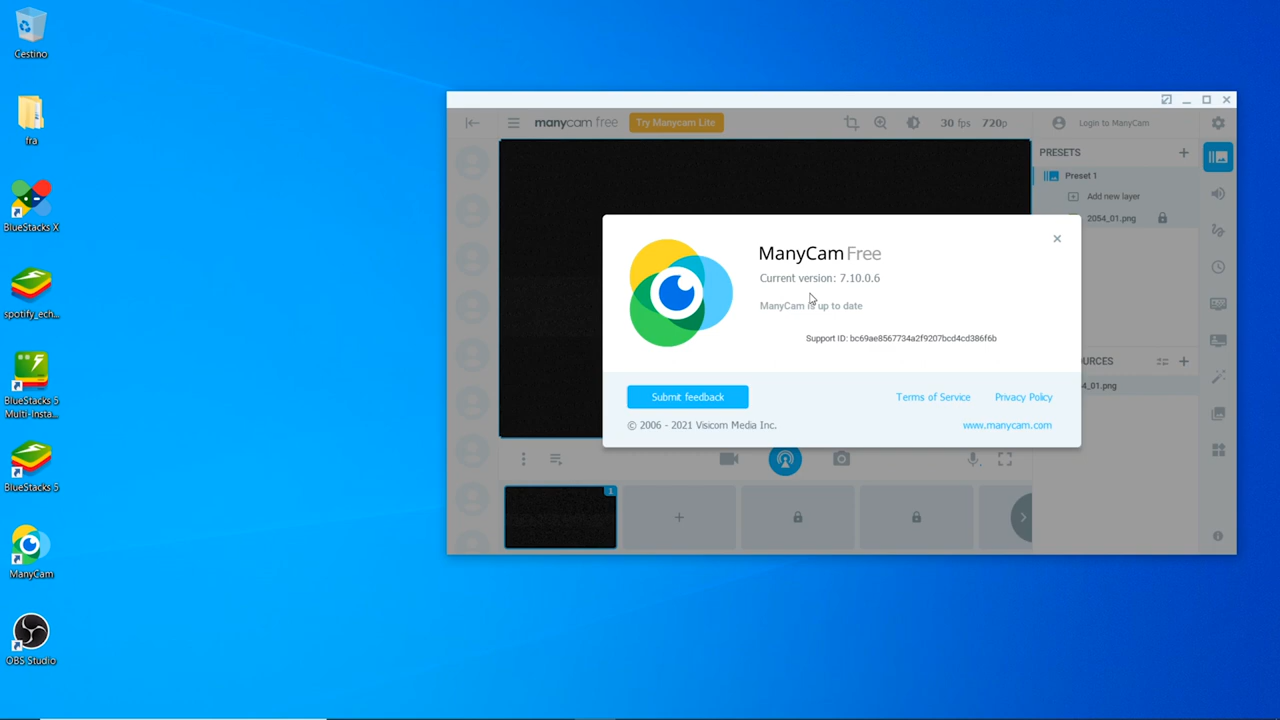 Cestino
fra
BlueStacks X
spotify_ech...
BlueStacks 5
Multi-Insta...
BlueStacks 5
ManyCam
OBS Studio
manycam free
Try Manycam Lite
30 fps
720p
Login to ManyCam
PRESETS
Preset 1
Add new layer
2054_01.png
ManyCam Free
Current version: 7.10.0.6
ManyCam is up to date
Support ID: bc69ae8567734a2f9207bcd4cd386f6b
Submit feedback
Terms of Service
Privacy Policy
© 2006 - 2021 Visicom Media Inc.
www.manycam.com
URCES
4_01.png
1